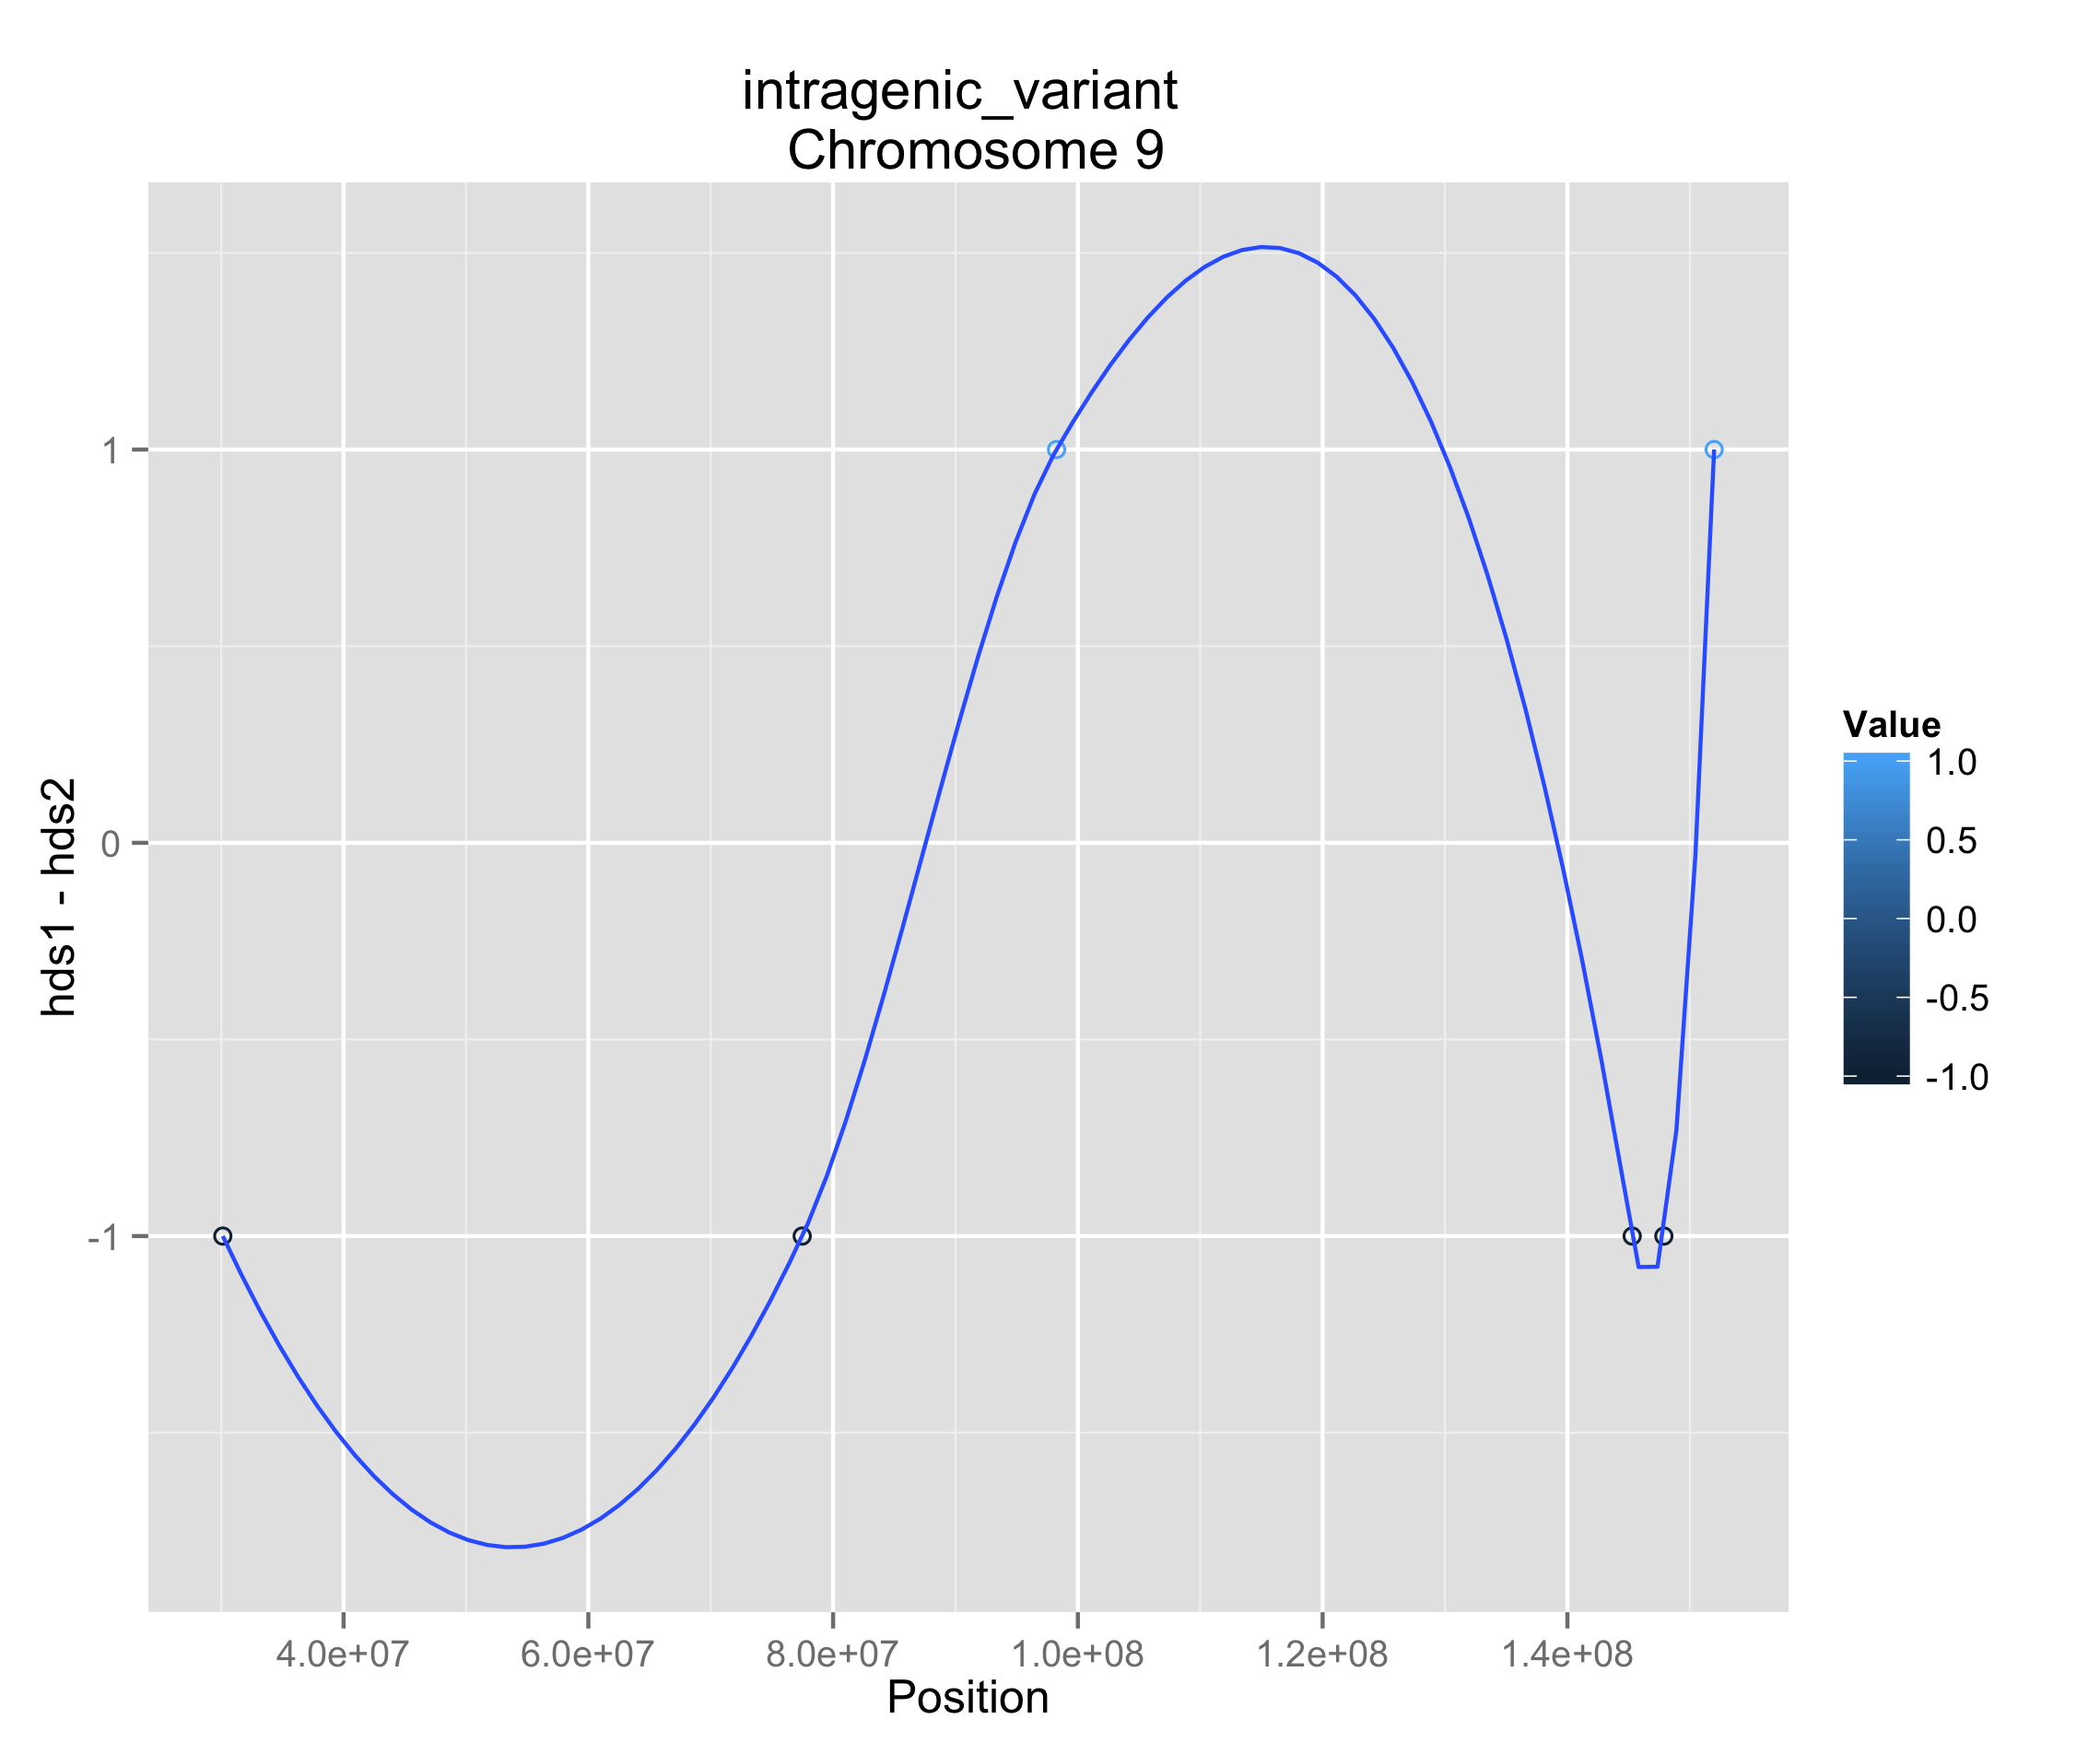 intragenic_variant
Chromosome 9
hds1 - hds2
1
0
-1
4.0e+07 6.0e+07 8.0e+07 1.0e+08 1.2e+08 1.4e+08
Position
Value
1.0
0.5
0.0
-0.5
-1.0